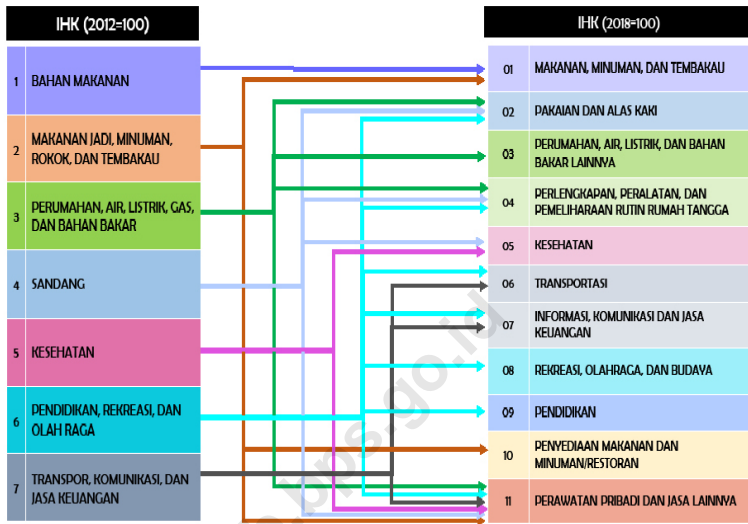 IHK (2012=100)
1 BAHAN MAKANAN
2 MAKANAN JADI, MINUMAN,
ROKOK, DAN TEMBAKAU
3 PERUMAHAN, AIR, LISTRIK, GAS,
DAN BAHAN BAKAR
4 SANDANG
5 KESEHATAN
6 PENDIDIKAN, REKREASI, DAN
OLAH RAGA
7 TRANSPOR, KOMUNIKASI, DAN
JASA KEUANGAN
IHK (2018=100)
01 MAKANAN, MINUMAN, DAN TEMBAKAU
02 PAKAIAN DAN ALAS KAKI
03 PERUMAHAN, AIR, LISTRIK, DAN BAHAN
BAKAR LAINNYA
04 PERLENGKAPAN, PERALATAN, DAN
PEMELIHARAAN RUTIN RUMAH TANGGA
05 KESEHATAN
06 TRANSPORTASI
07 INFORMASI, KOMUNIKASI DAN JASA
KEUANGAN
08 REKREASI, OLAHRAGA, DAN BUDAYA
09 PENDIDIKAN
10 PENYEDIAAN MAKANAN DAN
MINUMAN/RESTORAN
11 PERAWATAN PRIBADI DAN JASA LAINNYA
.bps.go.id